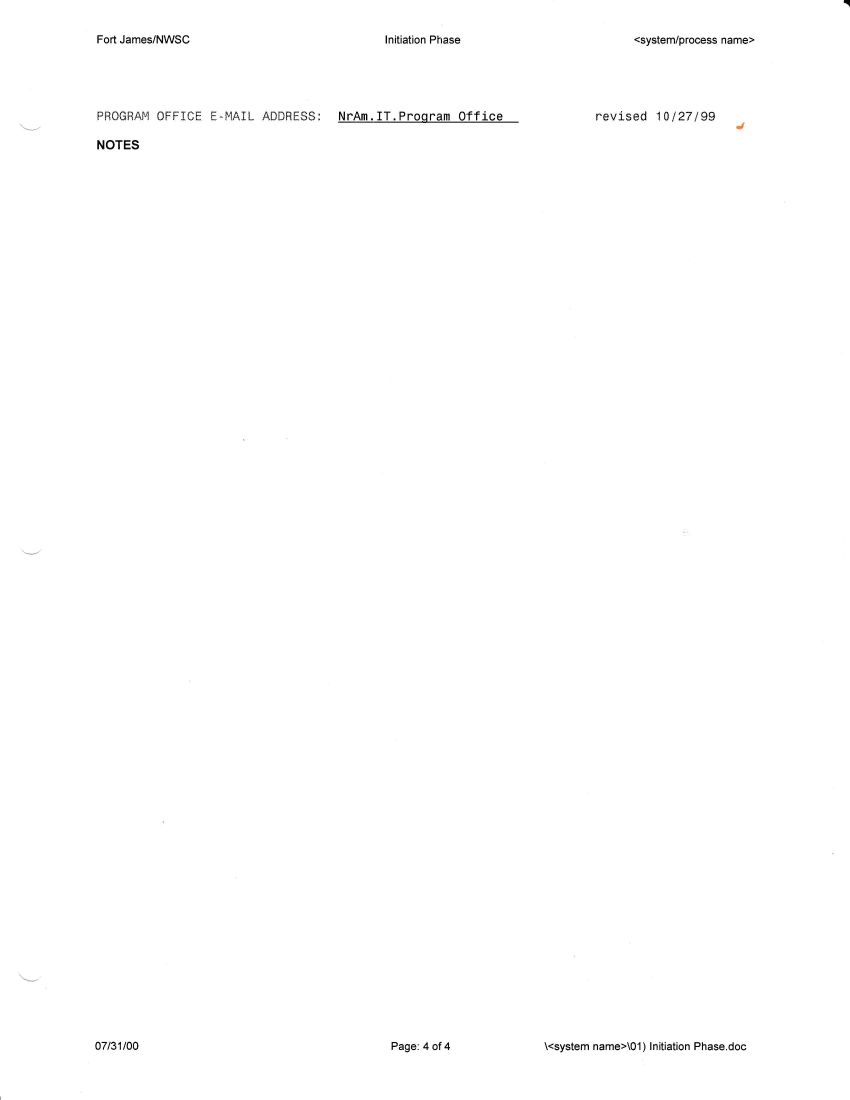 Fort James/NWSC Initiation Phase <system/process name>
PROGRAM OFFICE E-MAIL ADDRESS: NrAm.IT.Program Office revised 10/27/99
NOTES
07/31/00 Page: 4 of 4 \<system name>\01) Initiation Phase.doc